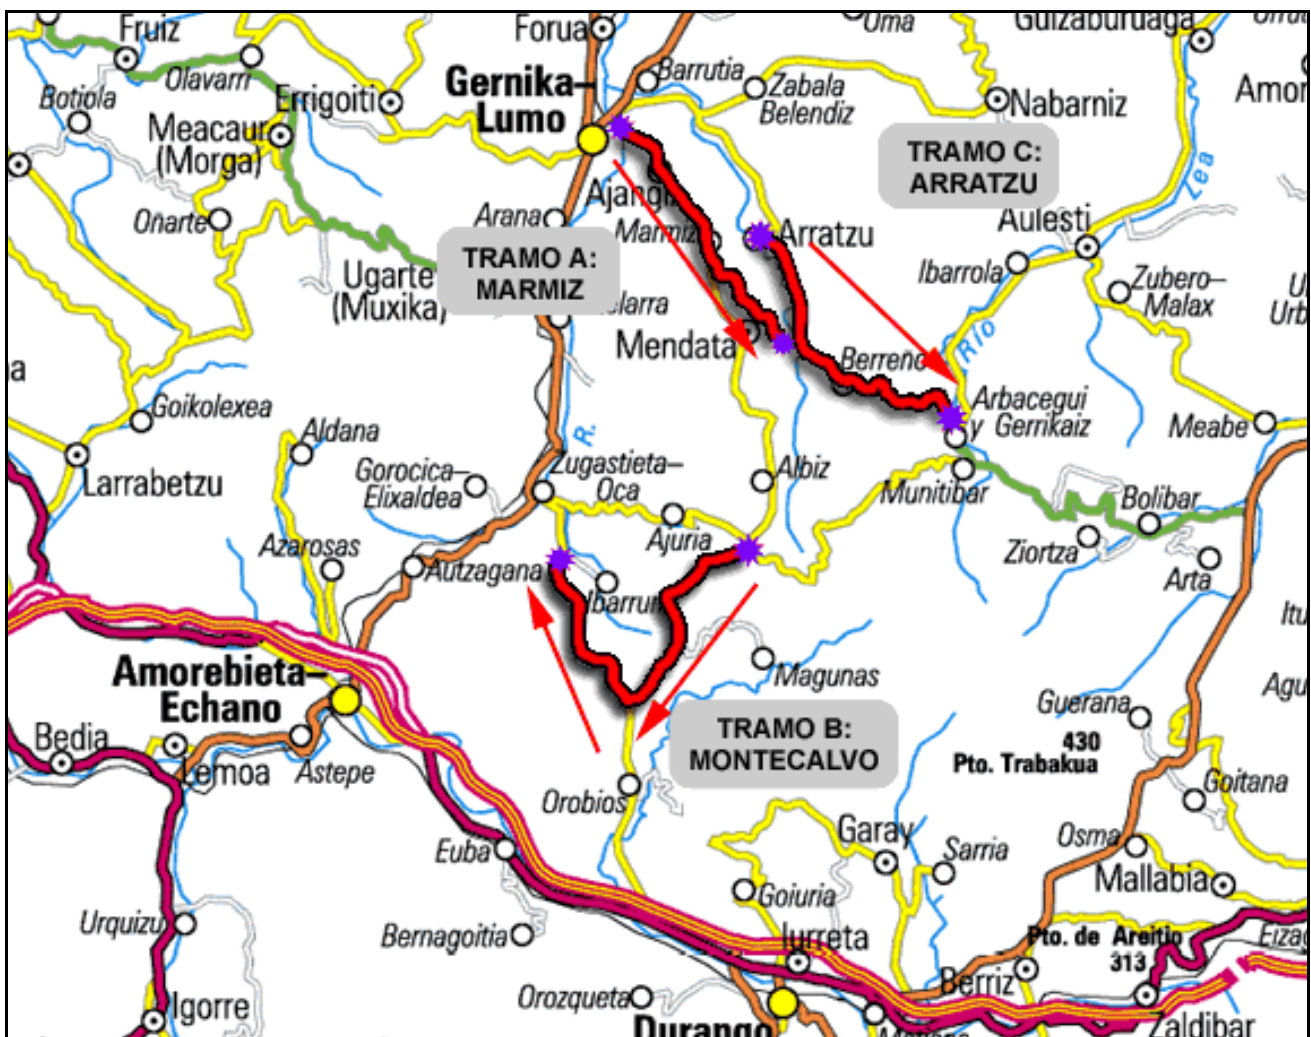 Fruiz
Forua
Uma
Guizaburuaga
Olavarri
Barrutia
Botiola
Errigoiti
Gernika–
Lumo
Zabala
Belendiz
Nabarniz
Meacaur
(Morga)
TRAMO C:
ARRATZU
Lea
Oñarte
Arana
Marmiz
Arratzu
Aulesti
TRAMO A:
MARMIZ
Ibarrola
Zubero–
Malax
Ugarte
(Muxika)
Mendata
Río
Berreño
Goikolexea
Arbacegui
y Gerrikaiz
Meabe
Aldana
R.
Larrabetzu
Gorocica–
Elixaldea
Zugastieta–
Oca
Albiz
Munitibar
Bolibar
Azarosas
Ajuria
Ziortza
Autzagana
Arta
Amorebieta–
Echano
Magunas
Guerana
TRAMO B:
MONTECALVO
430
Pto. Trabakua
Bedia
Lemoa
Astepe
Goitana
Orobios
Euba
Garay
Sarria
Osma
Mallabia
Goiuria
Urquizu
Bernagoitia
Iurreta
Pto. de Areitio
313
Orozqueta
Berriz
Igorre
Durango
Zaldibar